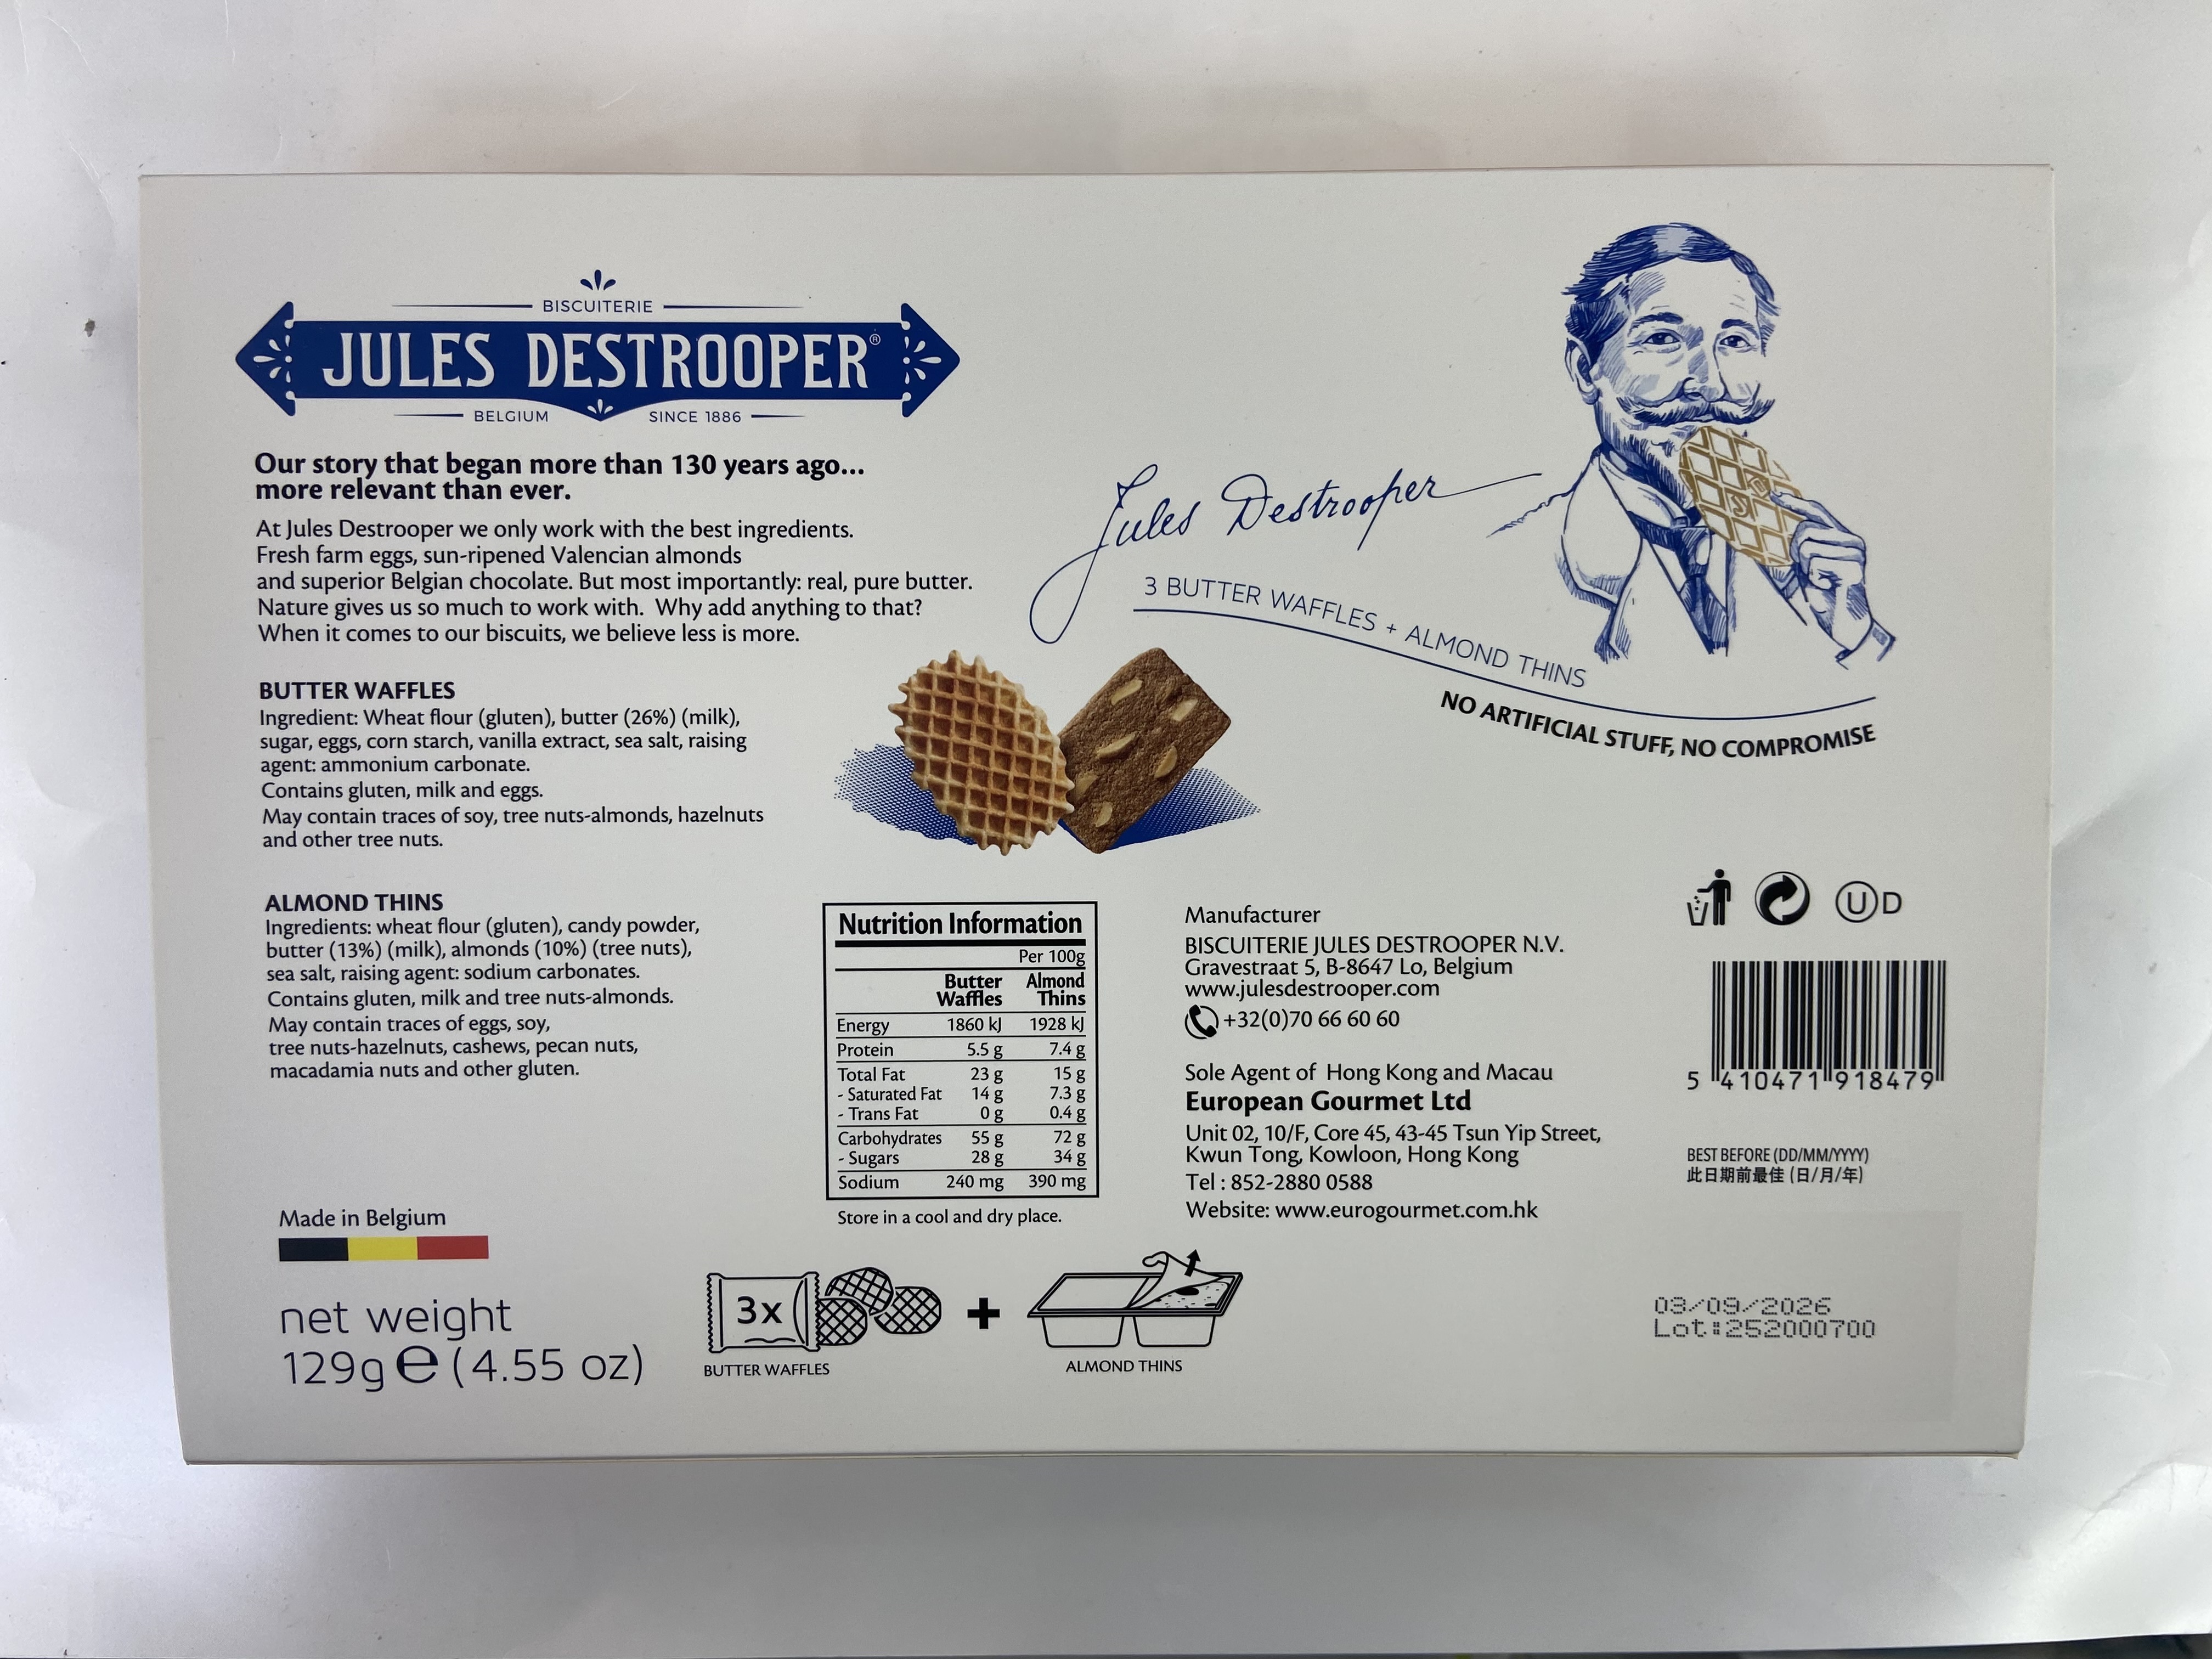 BISCUITERIE
JULES DESTROOPER®
BELGIUM SINCE 1886
Our story that began more than 130 years ago...
more relevant than ever.
At Jules Destrooper we only work with the best ingredients.
Fresh farm eggs, sun-ripened Valencian almonds
and superior Belgian chocolate. But most importantly: real, pure butter.
Nature gives us so much to work with. Why add anything to that?
When it comes to our biscuits, we believe less is more.
Jules Destrooper
3 BUTTER WAFFLES + ALMOND THINS
NO ARTIFICIAL STUFF, NO COMPROMISE
BUTTER WAFFLES
Ingredient: Wheat flour (gluten), butter (26%) (milk),
sugar, eggs, corn starch, vanilla extract, sea salt, raising
agent: ammonium carbonate.
Contains gluten, milk and eggs.
May contain traces of soy, tree nuts-almonds, hazelnuts
and other tree nuts.
ALMOND THINS
Ingredients: wheat flour (gluten), candy powder,
butter (13%) (milk), almonds (10%) (tree nuts),
sea salt, raising agent: sodium carbonates.
Contains gluten, milk and tree nuts-almonds.
May contain traces of eggs, soy,
tree nuts-hazelnuts, cashews, pecan nuts,
macadamia nuts and other gluten.
Nutrition Information
Per 100g
Butter Almond
Waffles Thins
Energy 1860 kJ 1928 kJ
Protein 5.5 g 7.4 g
Total Fat 23 g 15 g
- Saturated Fat 14 g 7.3 g
- Trans Fat 0 g 0.4 g
Carbohydrates 55 g 72 g
- Sugars 28 g 34 g
Sodium 240 mg 390 mg
Store in a cool and dry place.
Manufacturer
BISCUITERIE JULES DESTROOPER N.V.
Gravestraat 5, B-8647 Lo, Belgium
www.julesdestrooper.com
+32(0)70 66 60 60
Sole Agent of Hong Kong and Macau
European Gourmet Ltd
Unit 02, 10/F, Core 45, 43-45 Tsun Yip Street,
Kwun Tong, Kowloon, Hong Kong
Tel : 852-2880 0588
Website: www.eurogourmet.com.hk
U D
5 410471 918479
BEST BEFORE (DD/MM/YYYY)
此日期前最佳 (日/月/年)
03/09/2026
Lot:252000700
Made in Belgium
net weight
129g e (4.55 oz)
3x
BUTTER WAFFLES
+
ALMOND THINS